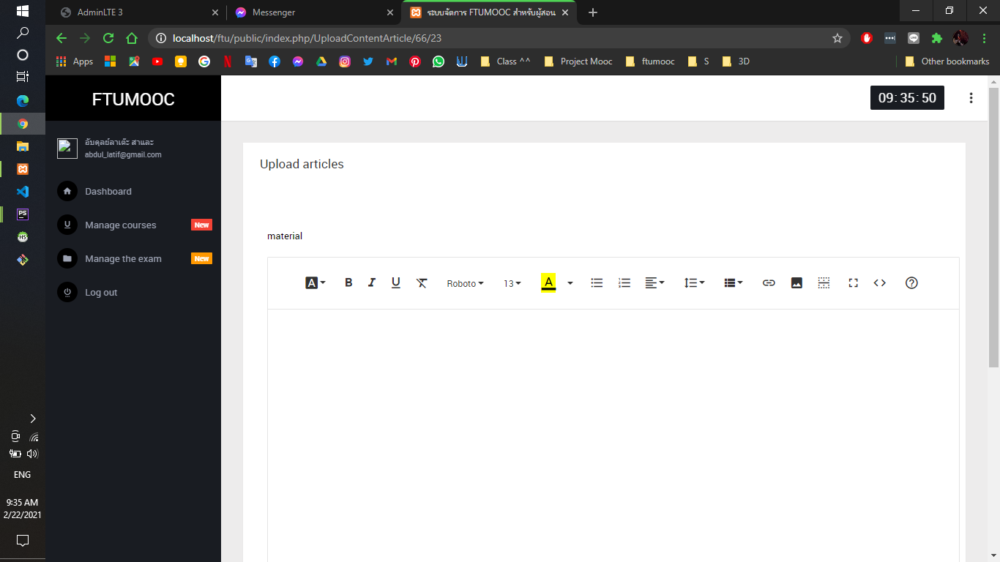 AdminLTE 3
Messenger
ระบบจัดการ FTUMOOC สำหรับผู้สอน
localhost/ftu/public/index.php/UploadContentArticle/66/23
Apps
Class ^^
Project Mooc
ftumooc
S
3D
Other bookmarks
FTUMOOC
09: 35: 50
อับดุลย์ลาเต๊ะ สาและ
abdul_latif@gmail.com
Upload articles
Dashboard
Manage courses New
Manage the exam New
Log out
material
A B I U Roboto 13 A
PS
HS
ENG
9:35 AM
2/22/2021